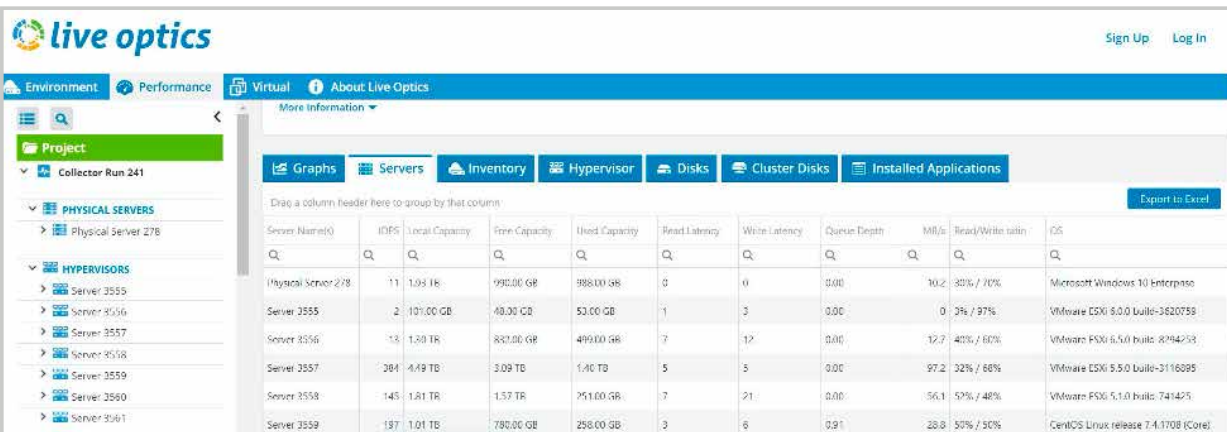 live optics
Sign Up Log In
Environment Performance Virtual About Live Optics
More Information
Project
Collector Run 241
PHYSICAL SERVERS
Physical Server 278
HYPERVISORS
Server 3555
Server 3556
Server 3557
Server 3558
Server 3559
Server 3560
Server 3561
Graphs Servers Inventory Hypervisor Disks Cluster Disks Installed Applications
Drag a column header here to group by that column Export to Excel
Server Name(s) IOPS Local Capacity Free Capacity Used Capacity Read Latency Write Latency Queue Depth MB/s Read/Write ratio OS
Physical Server 278 11 1.93 TB 990.00 GB 988.00 GB 0 0 0.00 10.2 30% / 70% Microsoft Windows 10 Enterprise
Server 3555 2 101.00 GB 48.00 GB 53.00 GB 1 3 0.00 0 3% / 97% VMware ESXi 6.0.0 build-3620759
Server 3556 13 1.30 TB 832.00 GB 499.00 GB 7 12 0.00 12.7 40% / 60% VMware ESXi 6.5.0 build-8294253
Server 3557 384 4.49 TB 3.09 TB 1.40 TB 5 5 0.00 97.2 32% / 68% VMware ESXi 5.5.0 build-3116895
Server 3558 145 1.81 TB 1.57 TB 251.00 GB 7 21 0.00 56.1 52% / 48% VMware ESXi 5.1.0 build-741425
Server 3559 197 1.01 TB 780.00 GB 258.00 GB 3 6 0.91 28.8 50% / 50% CentOS Linux release 7.4.1708 (Core)